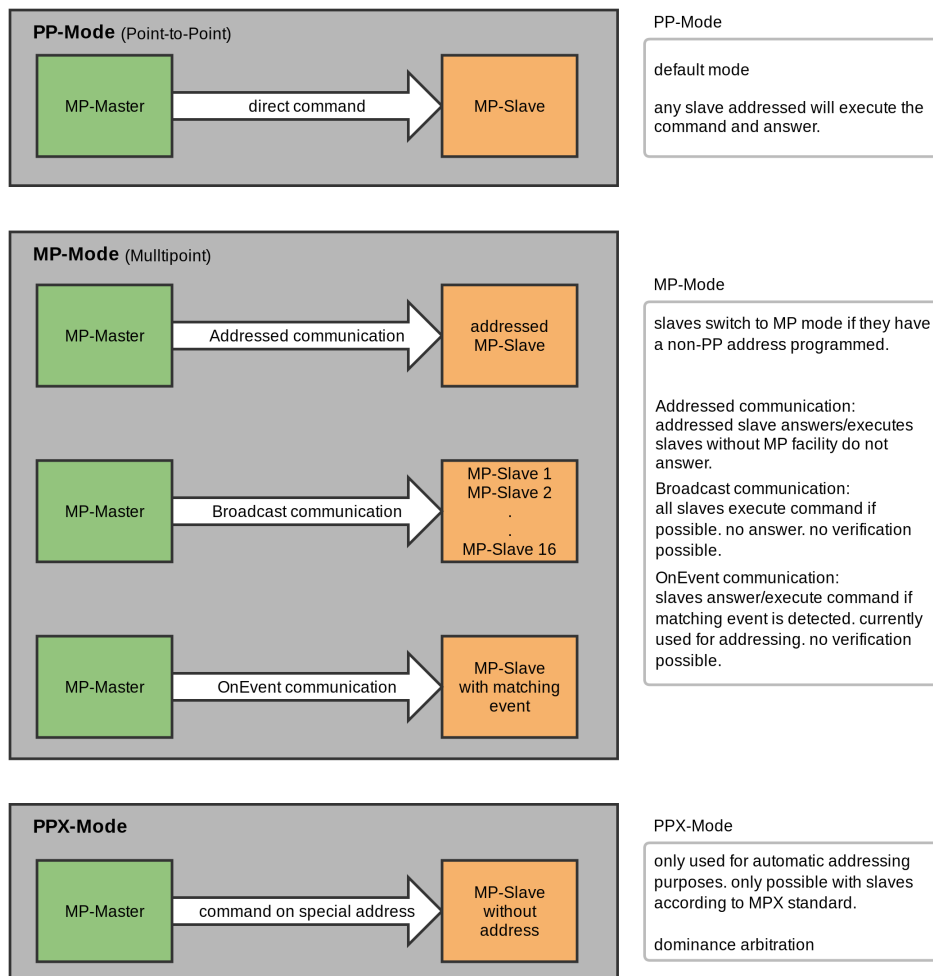 PP-Mode (Point-to-Point)
MP-Master
direct command
MP-Slave
PP-Mode
default mode
any slave addressed will execute the
command and answer.
MP-Mode (Mulltipoint)
MP-Master
Addressed communication
addressed
MP-Slave
MP-Master
Broadcast communication
MP-Slave 1
MP-Slave 2
.
.
MP-Slave 16
MP-Master
OnEvent communication
MP-Slave
with matching
event
MP-Mode
slaves switch to MP mode if they have
a non-PP address programmed.
Addressed communication:
addressed slave answers/executes
slaves without MP facility do not
answer.
Broadcast communication:
all slaves execute command if
possible. no answer. no verification
possible.
OnEvent communication:
slaves answer/execute command if
matching event is detected. currently
used for addressing. no verification
possible.
PPX-Mode
MP-Master
command on special address
MP-Slave
without
address
PPX-Mode
only used for automatic addressing
purposes. only possible with slaves
according to MPX standard.
dominance arbitration